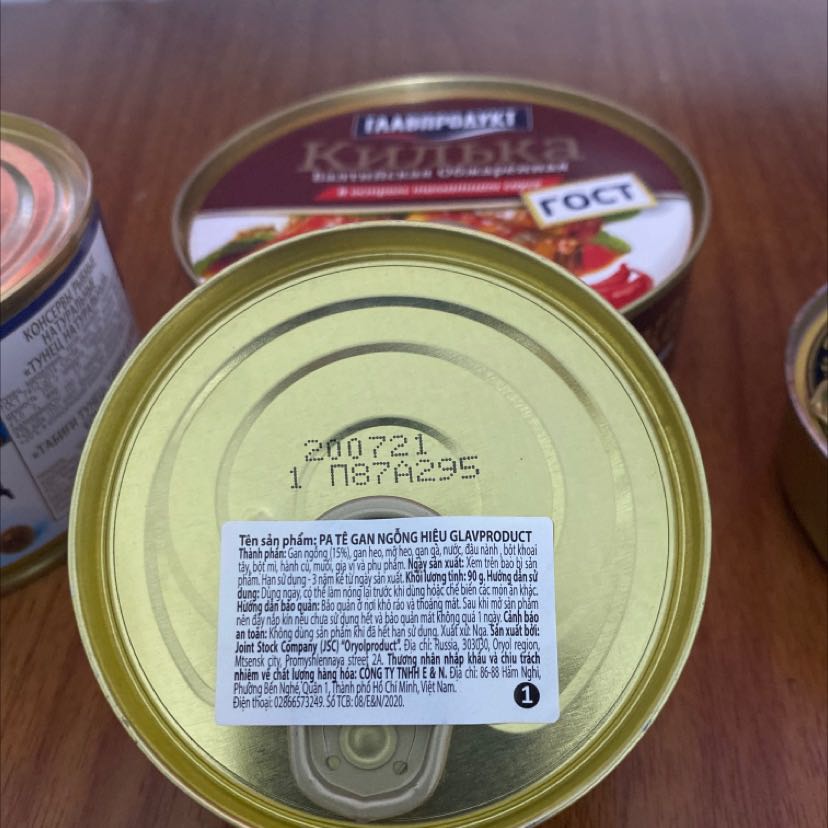 ГЛАВПРОДУКТ
Килька
Балтийская Обжаренная
в остром томатном соусе
ГОСТ
КОНСЕРВЫ РЫБНЫЕ
НАТУРАЛЬНЫЕ
«ТУНЕЦ НАТУРАЛЬ
200721
1 П87А295
Tên sản phẩm: PA TÊ GAN NGỖNG HIỆU GLAVPRODUCT
Thành phần: Gan ngỗng (15%), gan heo, mỡ heo, gan gà, nước, đậu nành, bột khoai
tây, bột mì, hành củ, muối, gia vị và phụ phẩm. Ngày sản xuất: Xem trên bao bì sản
phẩm. Hạn sử dụng - 3 năm kể từ ngày sản xuất. Khối lượng tịnh: 90 g. Hướng dẫn sử
dụng: Dùng ngay, có thể làm nóng lại trước khi dùng hoặc chế biến các món ăn khác.
Hướng dẫn bảo quản: Bảo quản ở nơi khô ráo và thoáng mát. Sau khi mở sản phẩm
nên đậy nắp kín nếu chưa sử dụng hết và bảo quản mát không quá 1 ngày. Cảnh báo
an toàn: Không dùng sản phẩm khi đã hết hạn sử dụng. Xuất xứ: Nga. Sản xuất bởi:
Joint Stock Company (JSC) "Oryolproduct". Địa chỉ: Russia, 303030, Oryol region,
Mtsensk city, Promyshlennaya street 2A. Thương nhân nhập khẩu và chịu trách
nhiệm về chất lượng hàng hóa: CÔNG TY TNHH E & N. Địa chỉ: 86-88 Hàm Nghi,
Phường Bến Nghé, Quận 1, Thành phố Hồ Chí Minh, Việt Nam.
Điện thoại: 02866573249. Số TCB: 08/E&N/2020.
1